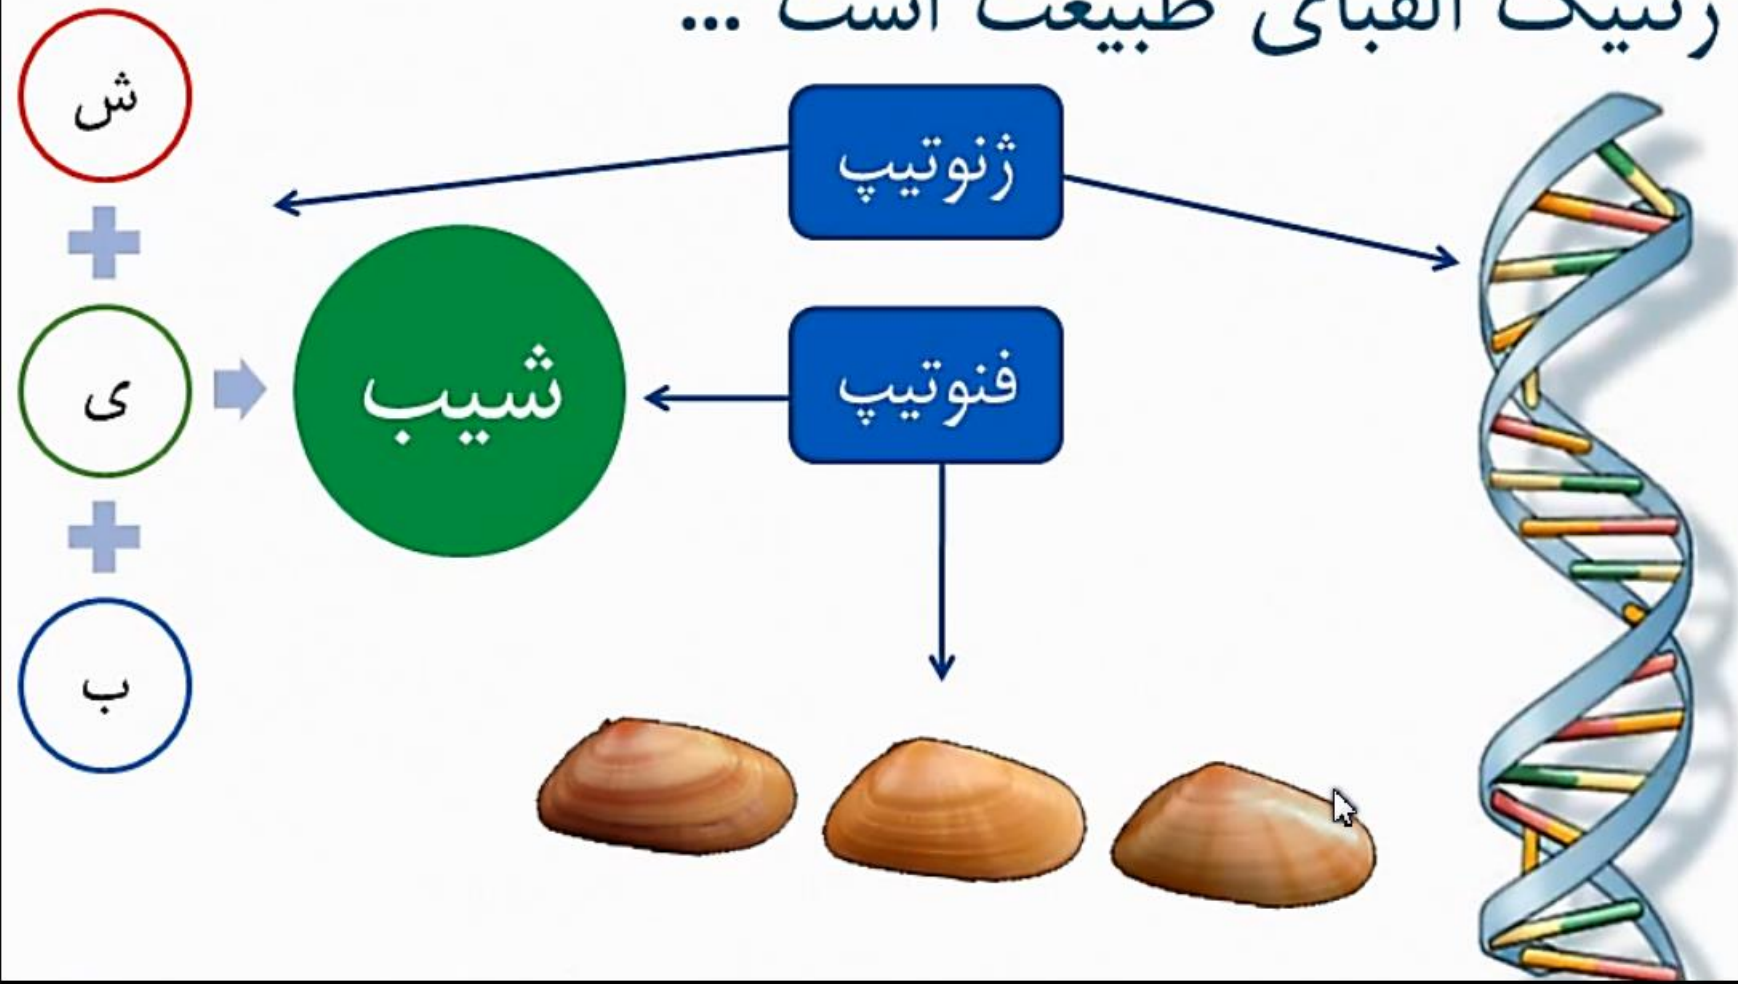 ژنتیک الفبای طبیعت است ...
ش
ژنوتیپ
ی
شیب
فنوتیپ
ب